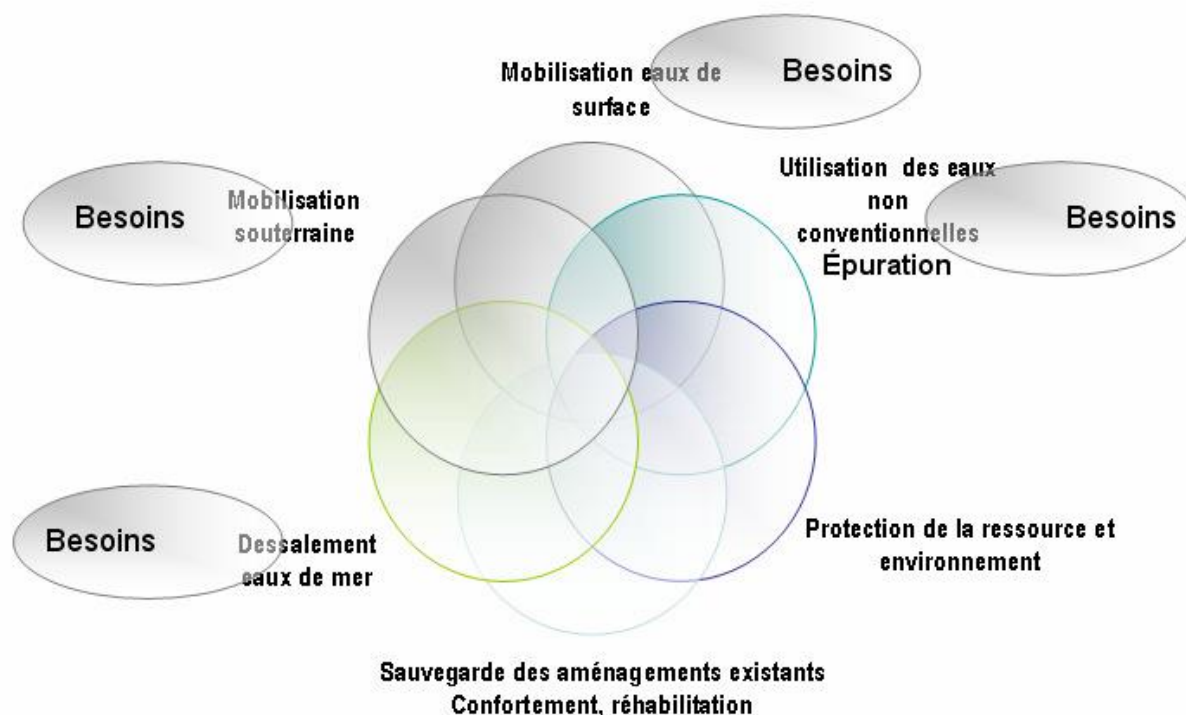 Mobilisation eaux de
surface
Besoins
Utilisation des eaux
non
conventionnelles
Épuration
Besoins
Besoins
Mobilisation
souterraine
Besoins
Dessalement
eaux de mer
Protection de la ressource et
environnement
Sauvegarde des aménagements existants
Confortement, réhabilitation